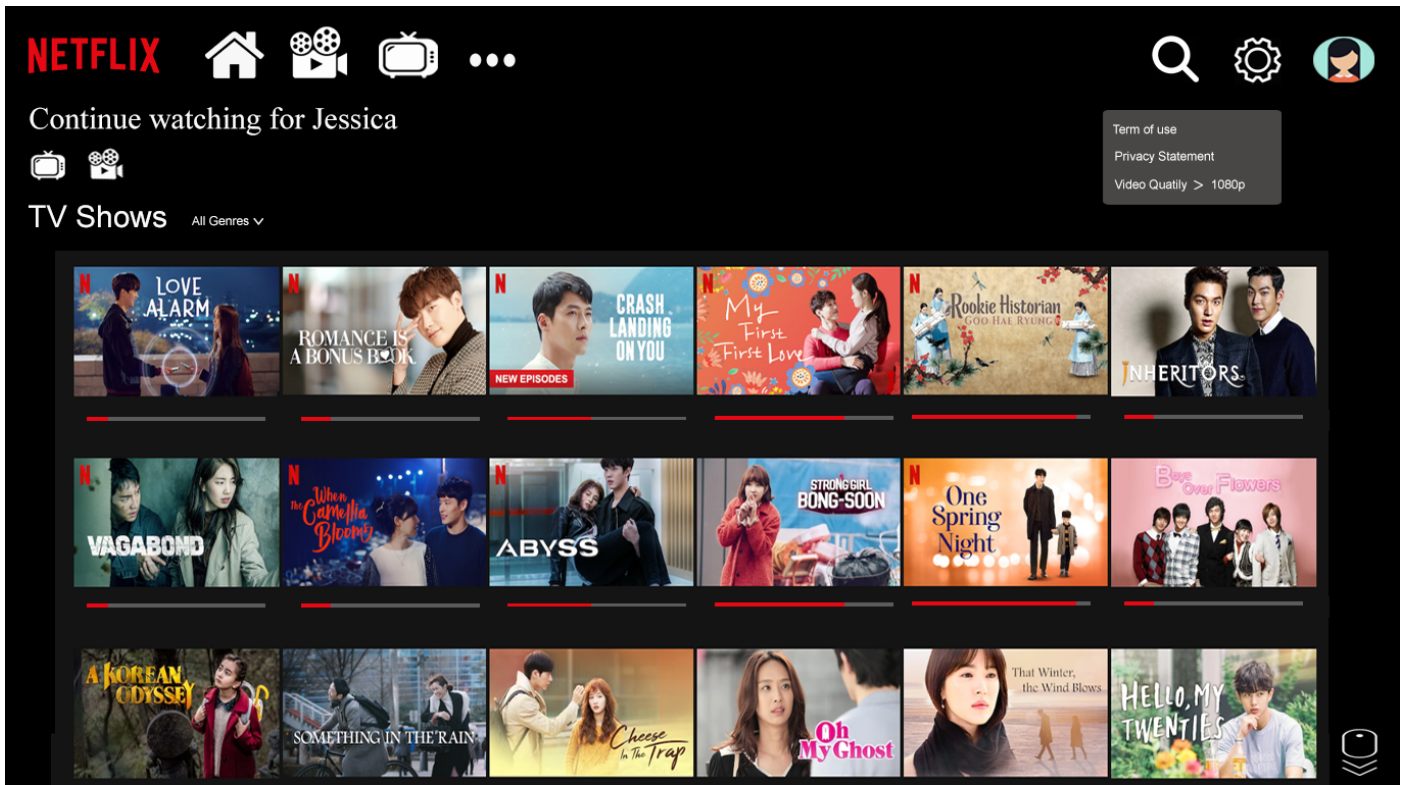 NETFLIX
Continue watching for Jessica
Term of use
Privacy Statement
Video Quatily > 1080p
TV Shows All Genres
N
LOVE
ALARM
N
ROMANCE IS
A BONUS BOOK
N
CRASH
LANDING
ON YOU
NEW EPISODES
N
My
First
First Love
N
Rookie Historian
GOO HAE RYUNG
INHERITORS
N
VAGABOND
N
When
The Camellia
Blooms
N
ABYSS
STRONG GIRL
BONG-SOON
N
One
Spring
Night
Boys
Over Flowers
A KOREAN
ODYSSEY
SOMETHING IN THE RAIN
Cheese
In The Trap
Oh
My Ghost
That Winter,
the Wind Blows
HELLO, MY
TWENTIES